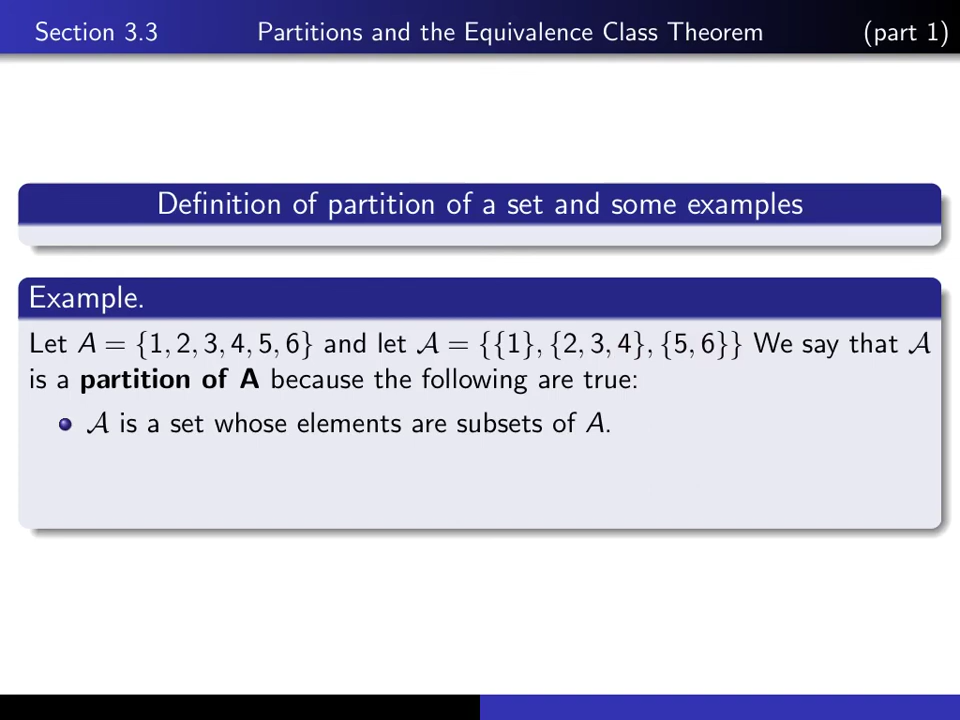 Section 3.3 Partitions and the Equivalence Class Theorem (part 1)
Definition of partition of a set and some examples
Example.
Let A = {1, 2, 3, 4, 5, 6} and let 𝒜 = {{1}, {2, 3, 4}, {5, 6}} We say that 𝒜
is a partition of A because the following are true:
𝒜 is a set whose elements are subsets of A.